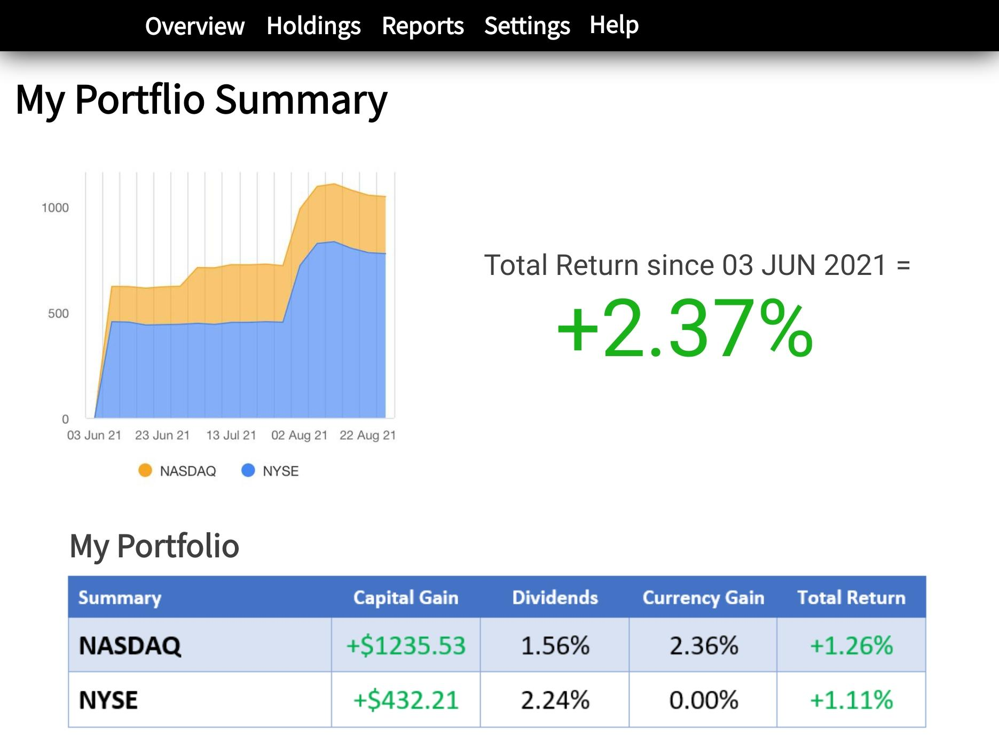 Overview Holdings Reports Settings Help
My Portflio Summary
1000
500
0
03 Jun 21 23 Jun 21 13 Jul 21 02 Aug 21 22 Aug 21
NASDAQ NYSE
Total Return since 03 JUN 2021 =
+2.37%
My Portfolio
Summary Capital Gain Dividends Currency Gain Total Return
NASDAQ +$1235.53 1.56% 2.36% +1.26%
NYSE +$432.21 2.24% 0.00% +1.11%